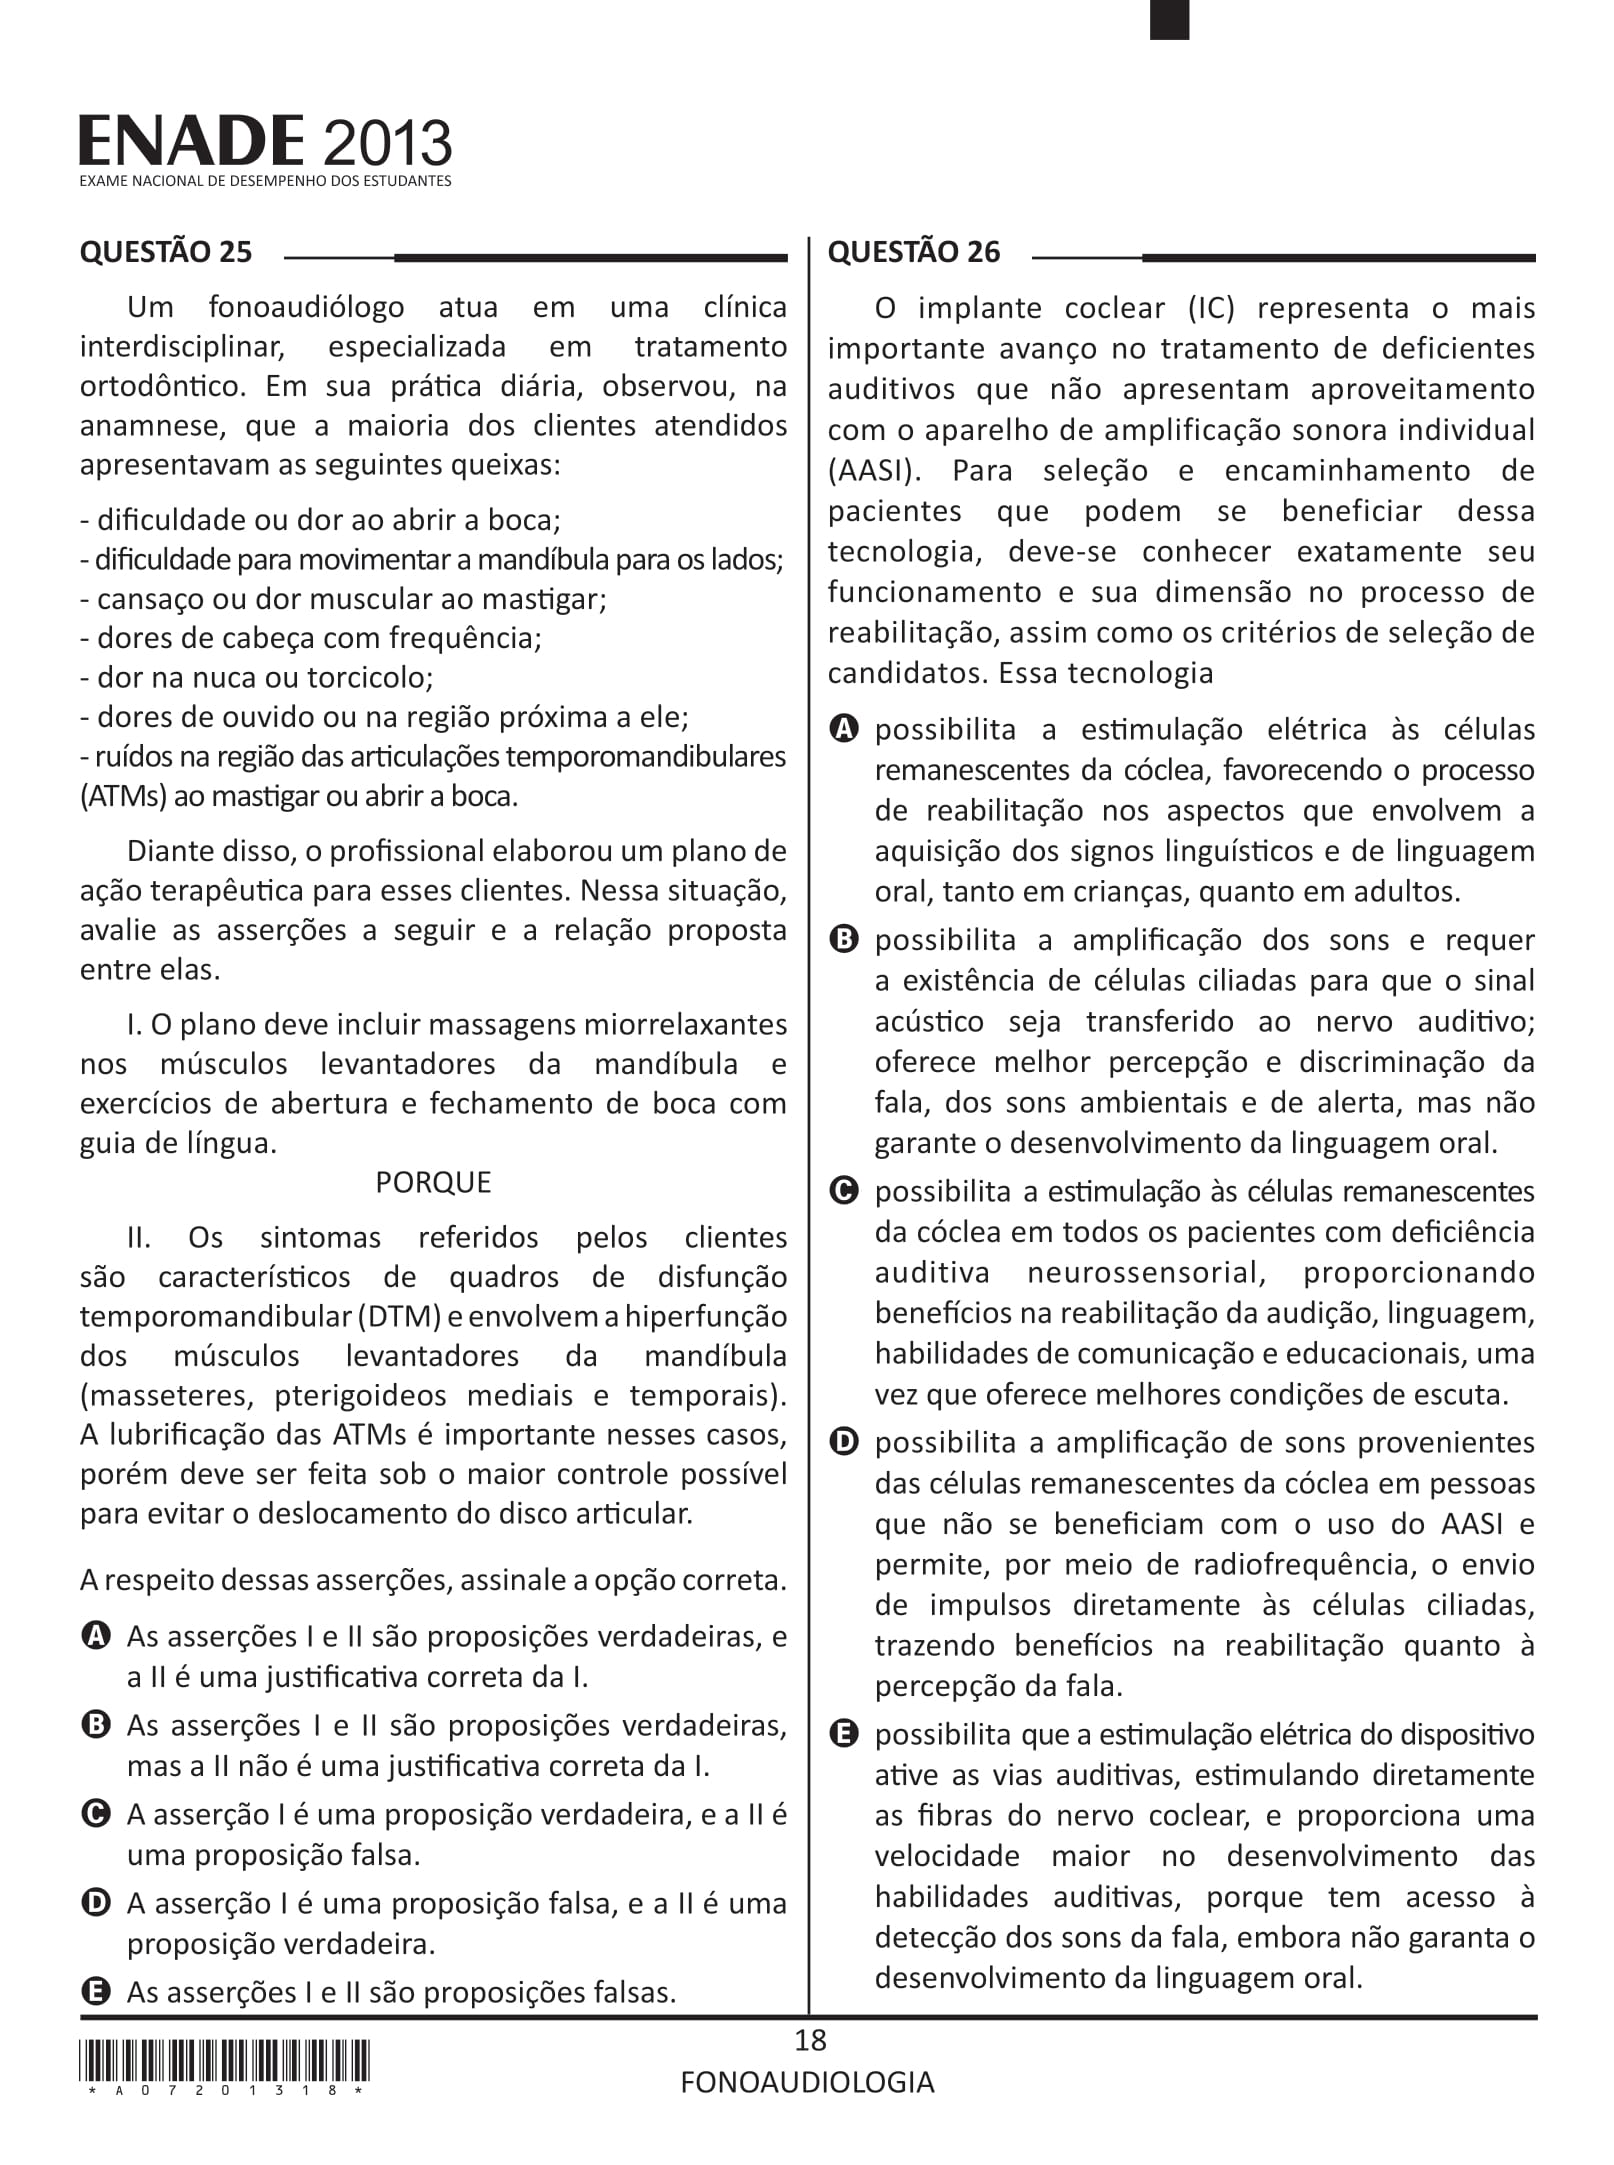 ENADE 2013
EXAME NACIONAL DE DESEMPENHO DOS ESTUDANTES
QUESTÃO 25
Um fonoaudiólogo atua em uma clínica
interdisciplinar, especializada em tratamento
ortodôntico. Em sua prática diária, observou, na
anamnese, que a maioria dos clientes atendidos
apresentavam as seguintes queixas:
- dificuldade ou dor ao abrir a boca;
- dificuldade para movimentar a mandíbula para os lados;
- cansaço ou dor muscular ao mastigar;
- dores de cabeça com frequência;
- dor na nuca ou torcicolo;
- dores de ouvido ou na região próxima a ele;
- ruídos na região das articulações temporomandibulares
(ATMs) ao mastigar ou abrir a boca.
Diante disso, o profissional elaborou um plano de
ação terapêutica para esses clientes. Nessa situação,
avalie as asserções a seguir e a relação proposta
entre elas.
I. O plano deve incluir massagens miorrelaxantes
nos músculos levantadores da mandíbula e
exercícios de abertura e fechamento de boca com
guia de língua.
PORQUE
II. Os sintomas referidos pelos clientes
são característicos de quadros de disfunção
temporomandibular (DTM) e envolvem a hiperfunção
dos músculos levantadores da mandíbula
(masseteres, pterigoideos mediais e temporais).
A lubrificação das ATMs é importante nesses casos,
porém deve ser feita sob o maior controle possível
para evitar o deslocamento do disco articular.
A respeito dessas asserções, assinale a opção correta.
A As asserções I e II são proposições verdadeiras, e
a II é uma justificativa correta da I.
B As asserções I e II são proposições verdadeiras,
mas a II não é uma justificativa correta da I.
C A asserção I é uma proposição verdadeira, e a II é
uma proposição falsa.
D A asserção I é uma proposição falsa, e a II é uma
proposição verdadeira.
E As asserções I e II são proposições falsas.
QUESTÃO 26
O implante coclear (IC) representa o mais
importante avanço no tratamento de deficientes
auditivos que não apresentam aproveitamento
com o aparelho de amplificação sonora individual
(AASI). Para seleção e encaminhamento de
pacientes que podem se beneficiar dessa
tecnologia, deve-se conhecer exatamente seu
funcionamento e sua dimensão no processo de
reabilitação, assim como os critérios de seleção de
candidatos. Essa tecnologia
A possibilita a estimulação elétrica às células
remanescentes da cóclea, favorecendo o processo
de reabilitação nos aspectos que envolvem a
aquisição dos signos linguísticos e de linguagem
oral, tanto em crianças, quanto em adultos.
B possibilita a amplificação dos sons e requer
a existência de células ciliadas para que o sinal
acústico seja transferido ao nervo auditivo;
oferece melhor percepção e discriminação da
fala, dos sons ambientais e de alerta, mas não
garante o desenvolvimento da linguagem oral.
C possibilita a estimulação às células remanescentes
da cóclea em todos os pacientes com deficiência
auditiva neurossensorial, proporcionando
benefícios na reabilitação da audição, linguagem,
habilidades de comunicação e educacionais, uma
vez que oferece melhores condições de escuta.
D possibilita a amplificação de sons provenientes
das células remanescentes da cóclea em pessoas
que não se beneficiam com o uso do AASI e
permite, por meio de radiofrequência, o envio
de impulsos diretamente às células ciliadas,
trazendo benefícios na reabilitação quanto à
percepção da fala.
E possibilita que a estimulação elétrica do dispositivo
ative as vias auditivas, estimulando diretamente
as fibras do nervo coclear, e proporciona uma
velocidade maior no desenvolvimento das
habilidades auditivas, porque tem acesso à
detecção dos sons da fala, embora não garanta o
desenvolvimento da linguagem oral.
18
FONOAUDIOLOGIA
*A07201318*